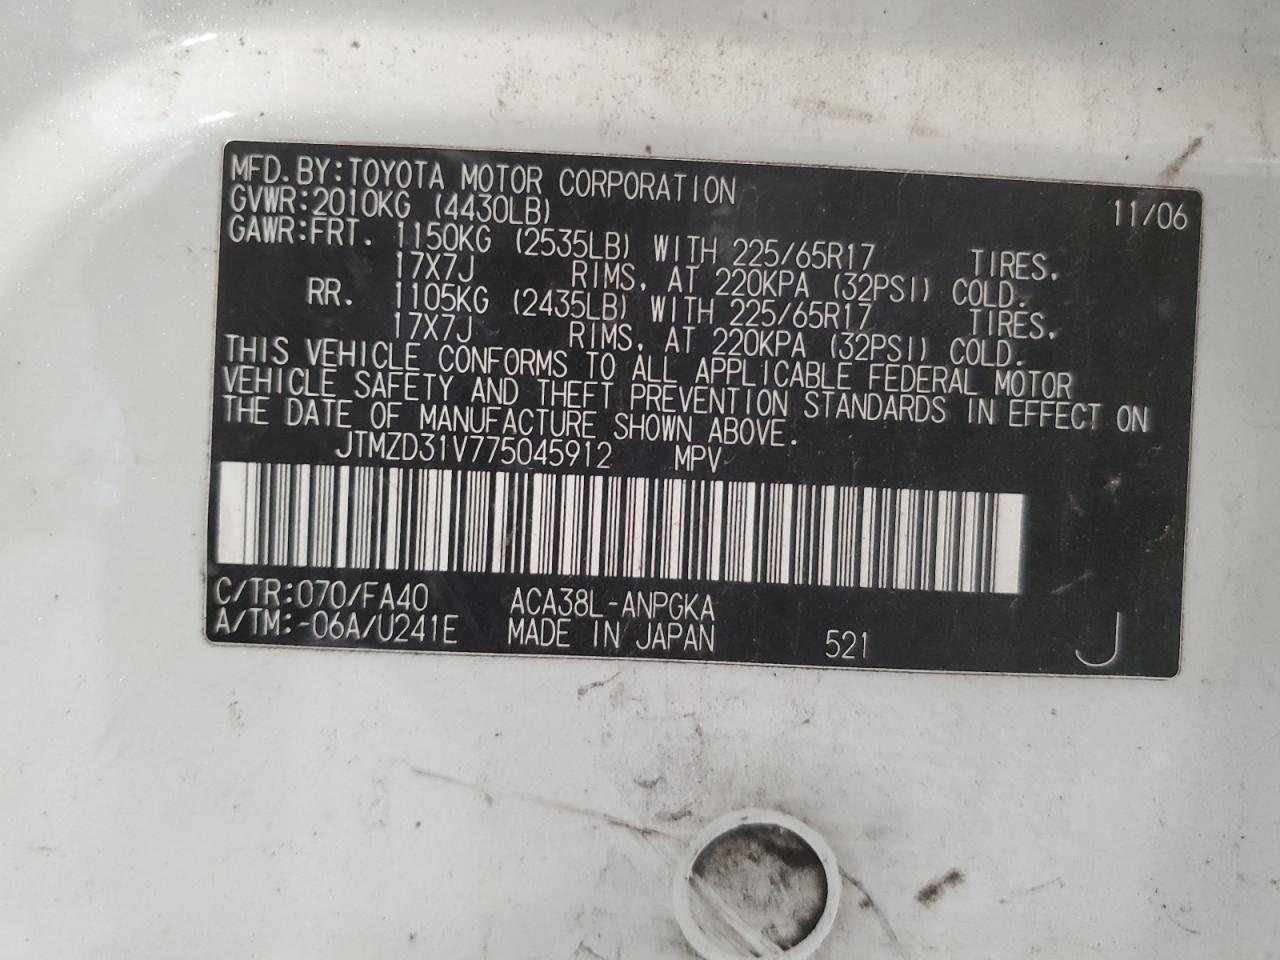 MFD.BY:TOYOTA MOTOR CORPORATION 11/06
GVWR:2010KG (4430LB)
GAWR:FRT. 1150KG (2535LB) WITH 225/65R17 TIRES,
17X7J RIMS, AT 220KPA (32PSI) COLD.
RR. 1105KG (2435LB) WITH 225/65R17 TIRES,
17X7J RIMS, AT 220KPA (32PSI) COLD.
THIS VEHICLE CONFORMS TO ALL APPLICABLE FEDERAL MOTOR
VEHICLE SAFETY AND THEFT PREVENTION STANDARDS IN EFFECT ON
THE DATE OF MANUFACTURE SHOWN ABOVE.
JTMZD31V775045912 MPV
C/TR:070/FA40 ACA38L-ANPGKA
A/TM:-06A/U241E MADE IN JAPAN 521 J